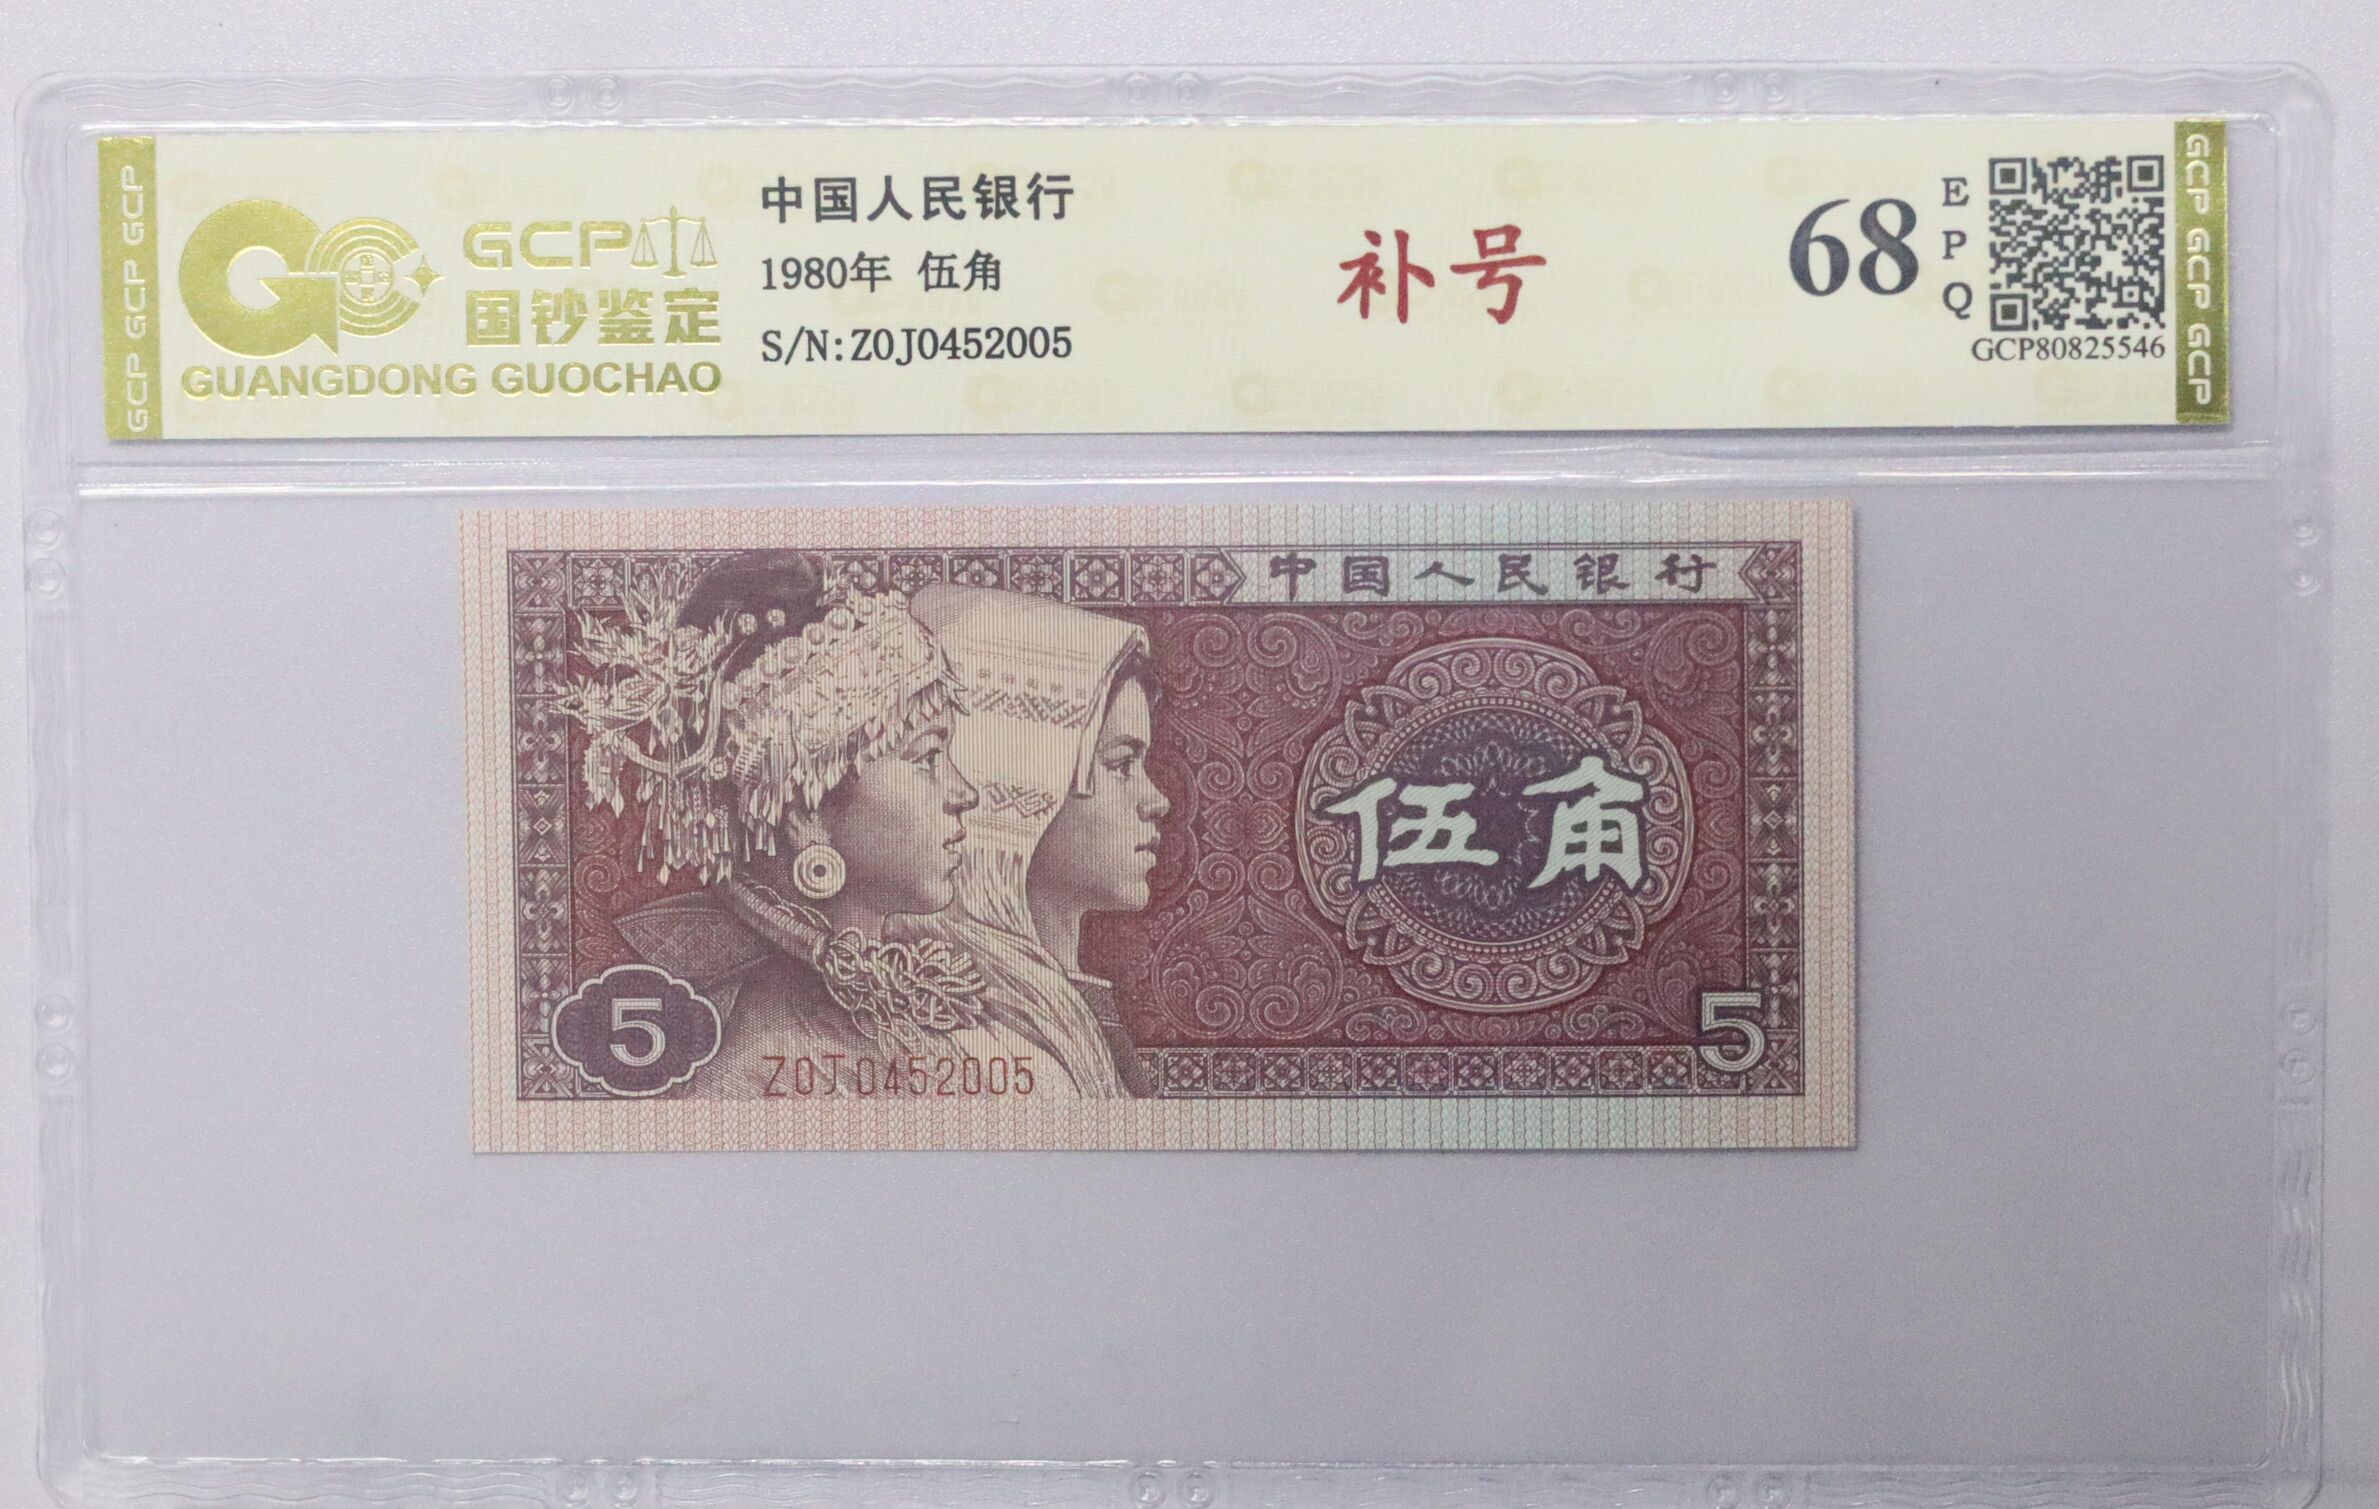 GCP GCP GCP
GCP
国钞鉴定
GUANGDONG GUOCHAO
中国人民银行
1980年 伍角
S/N:Z0J0452005
补号
68
E
P
Q
GCP80825546
GCP GCP GCP
中国人民银行
伍角
5
Z0J0452005
5